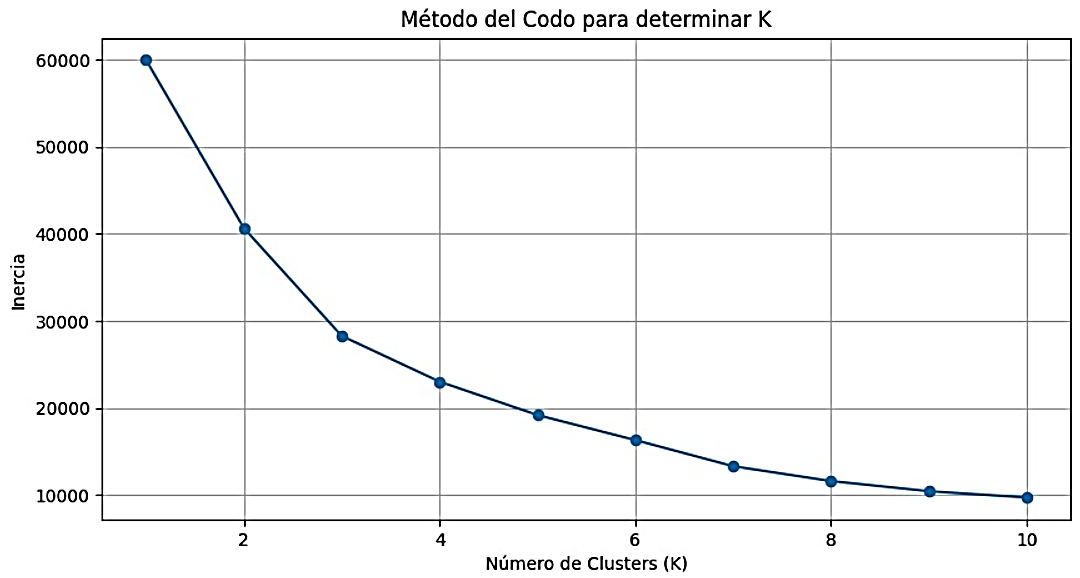 Método del Codo para determinar K
60000
50000
40000
30000
20000
10000
Inercia
2 4 6 8 10
Número de Clusters (K)